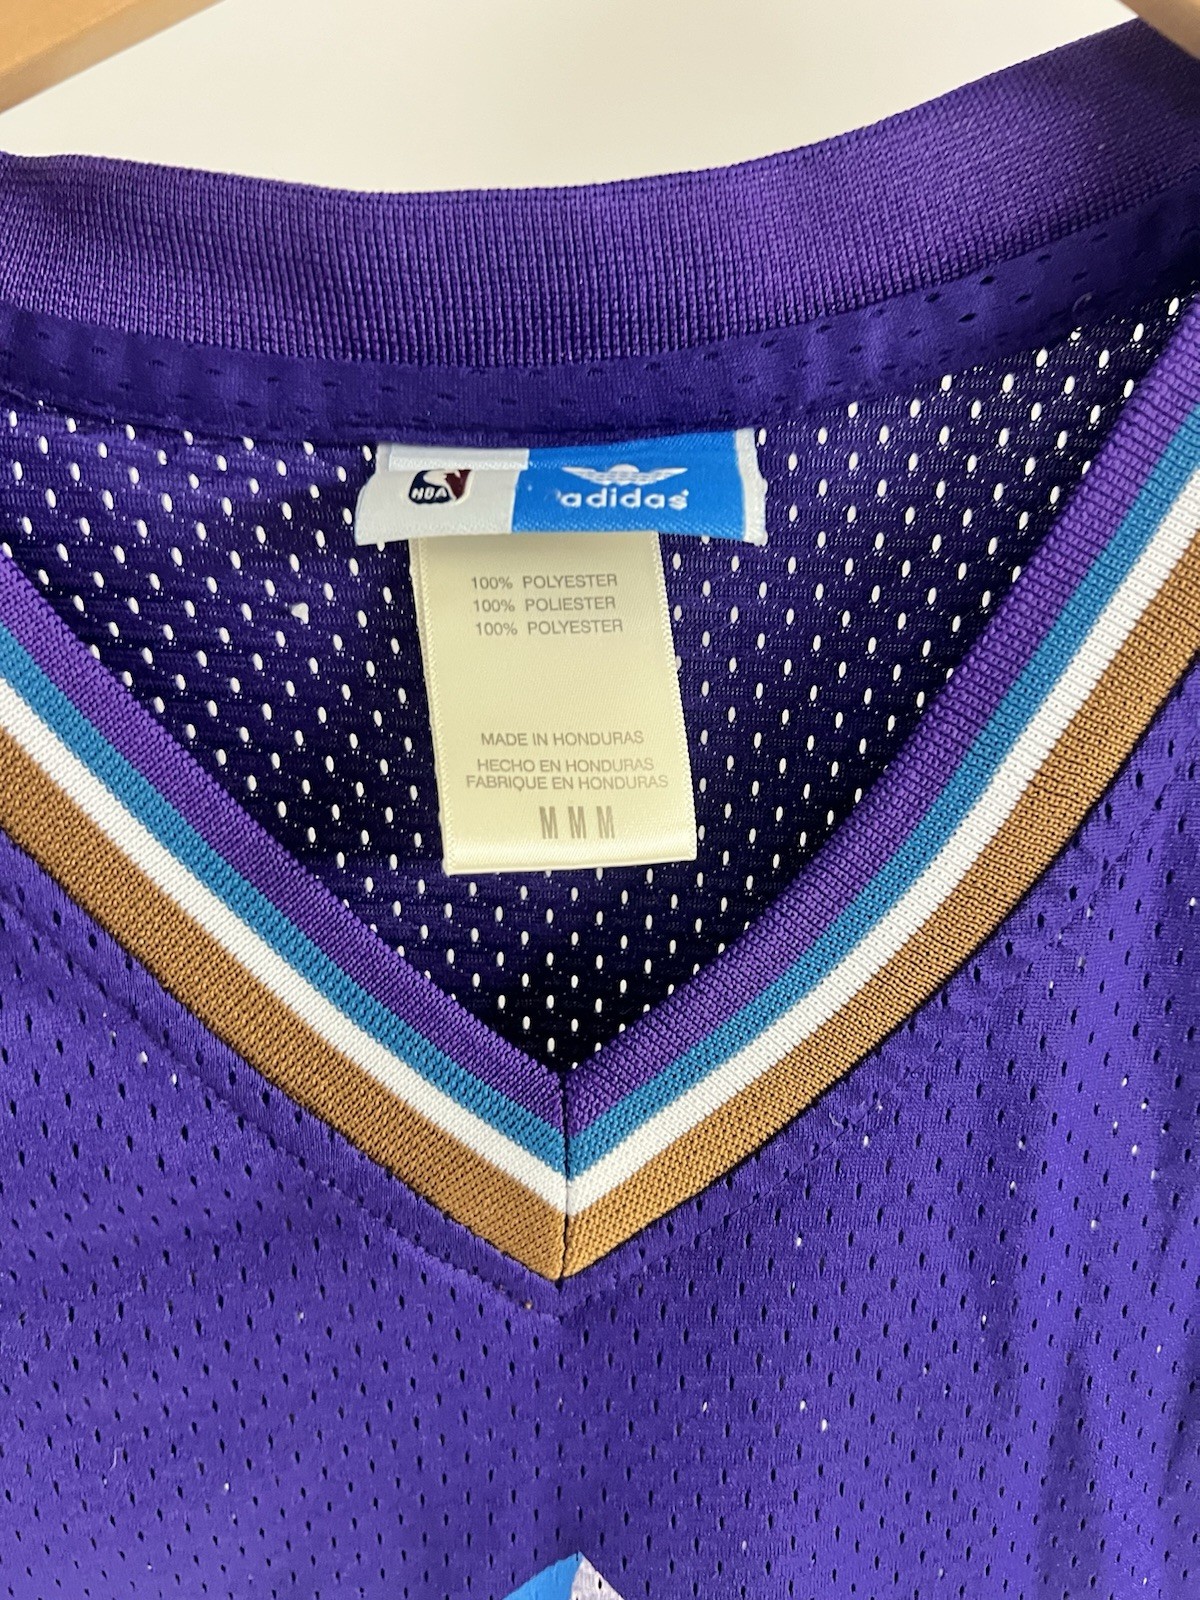 NBA
adidas
100% POLYESTER
100% POLIESTER
100% POLYESTER
MADE IN HONDURAS
HECHO EN HONDURAS
FABRIQUE EN HONDURAS
M M M